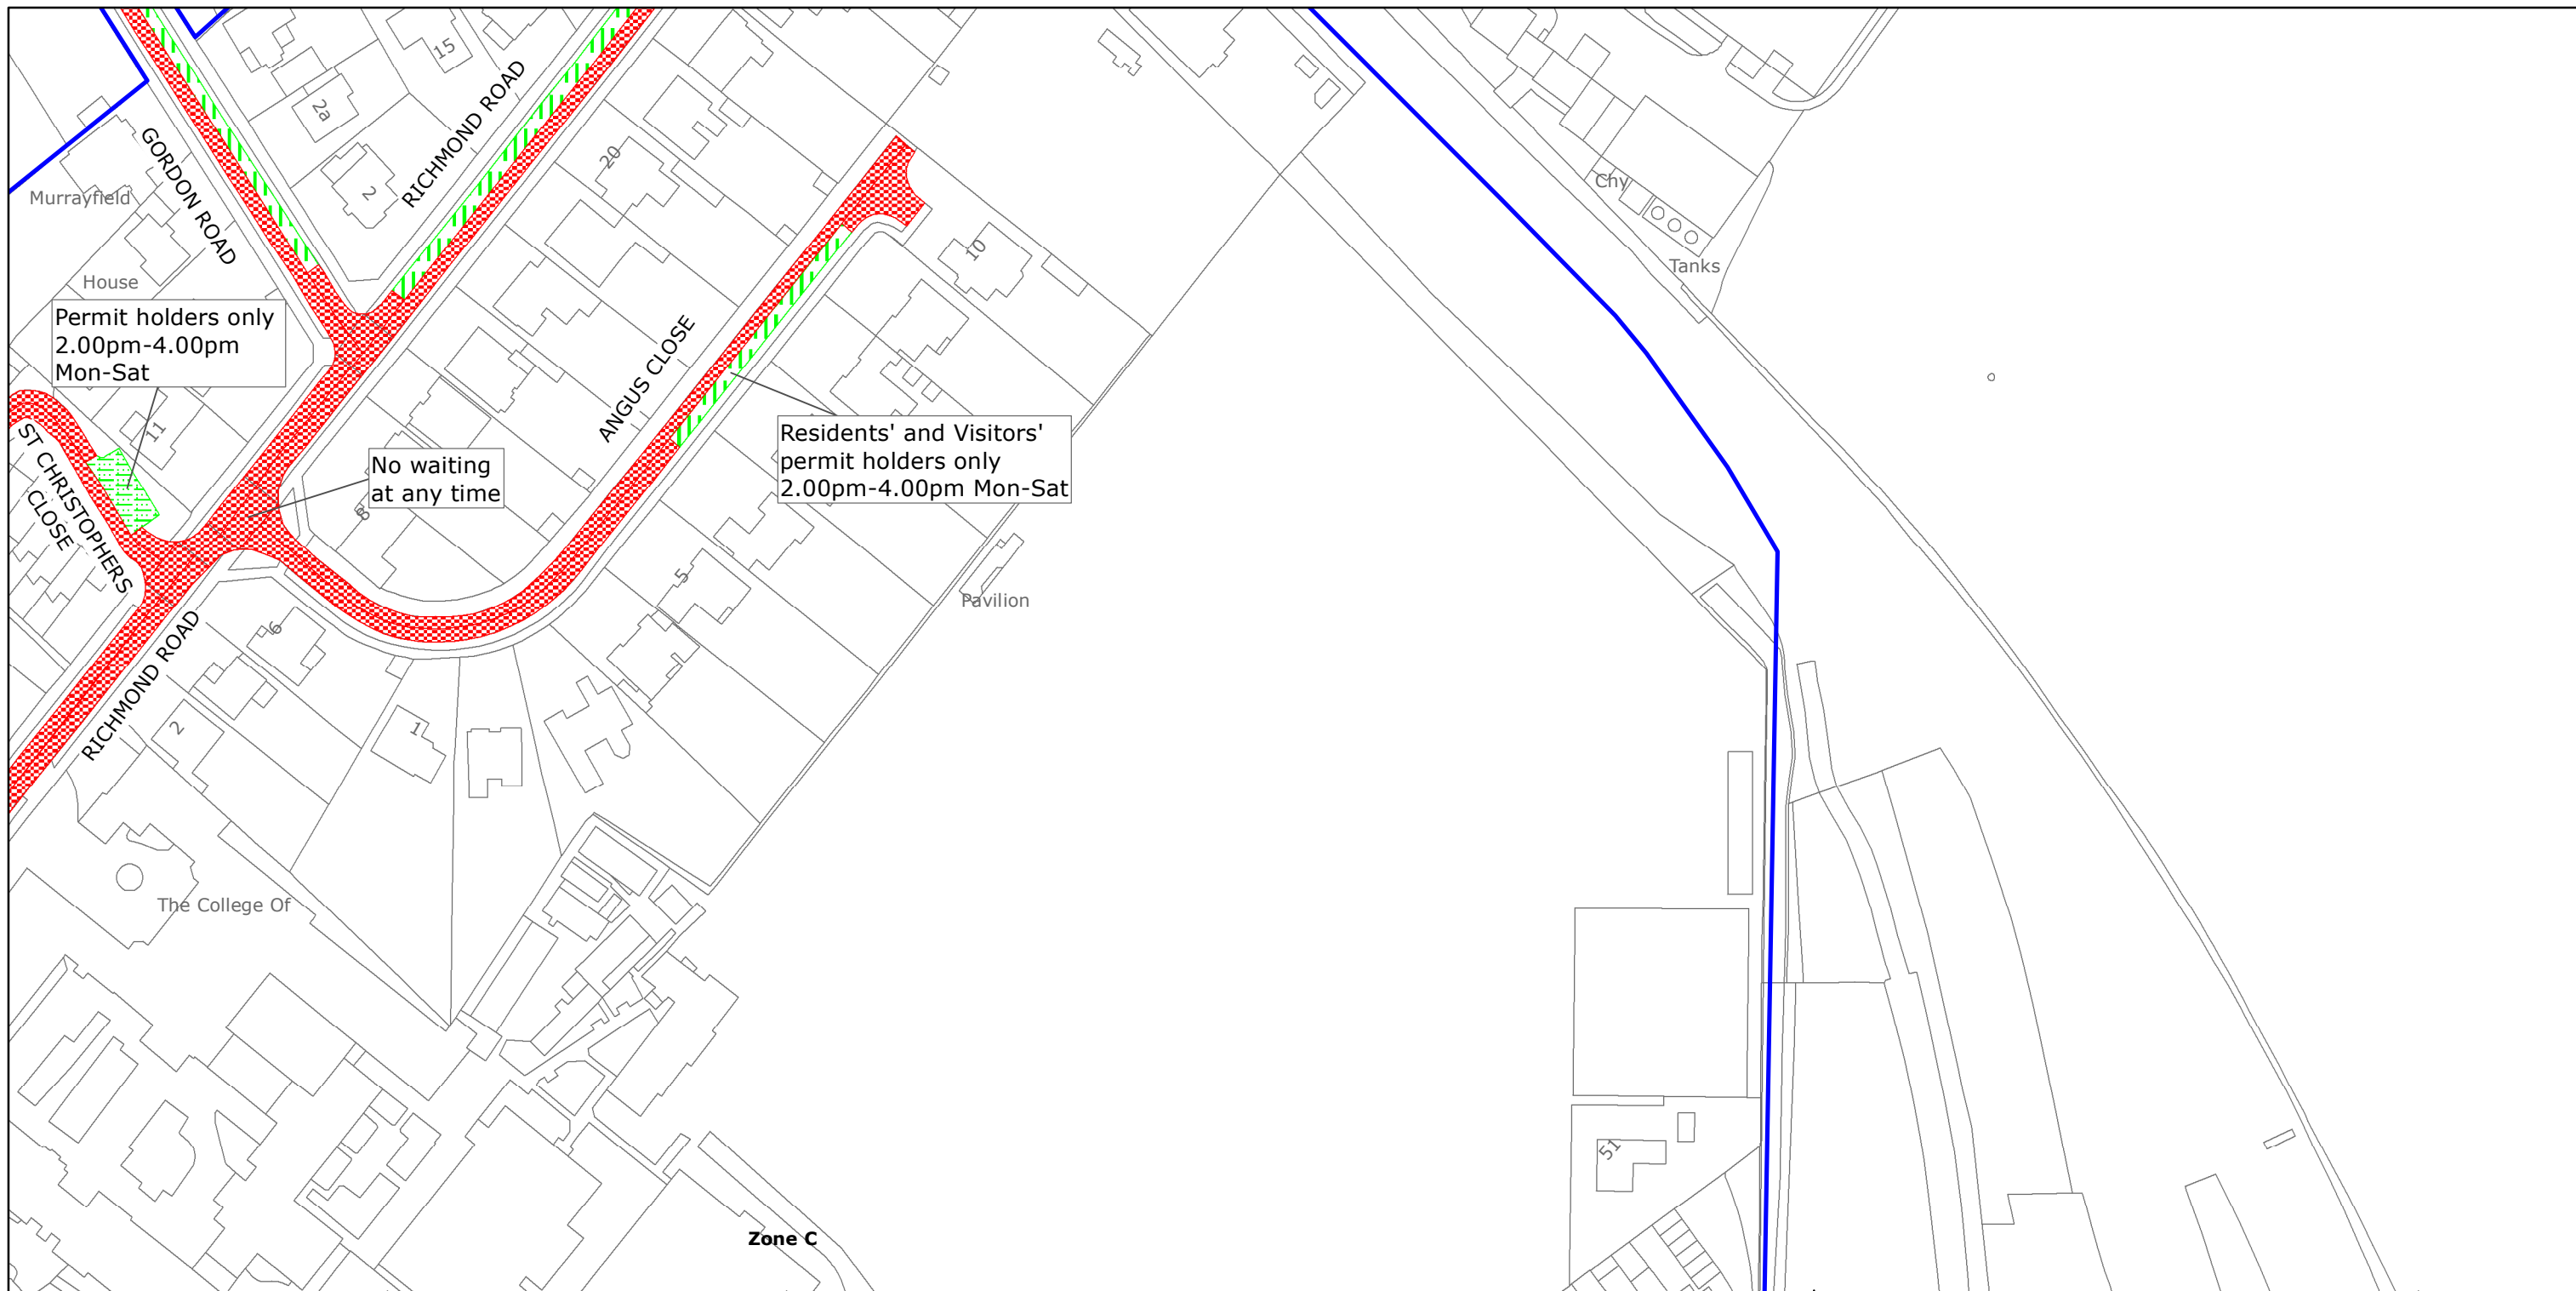 15
RICHMOND ROAD
2a
GORDON ROAD
2
20
Murrayfield
Chy
Tanks
10
House
Permit holders only
2.00pm-4.00pm
Mon-Sat
ANGUS CLOSE
11
ST CHRISTOPHERS
CLOSE
No waiting
at any time
8
Residents' and Visitors'
permit holders only
2.00pm-4.00pm Mon-Sat
5
Pavilion
6
RICHMOND ROAD
2
1
The College Of
51
Zone C